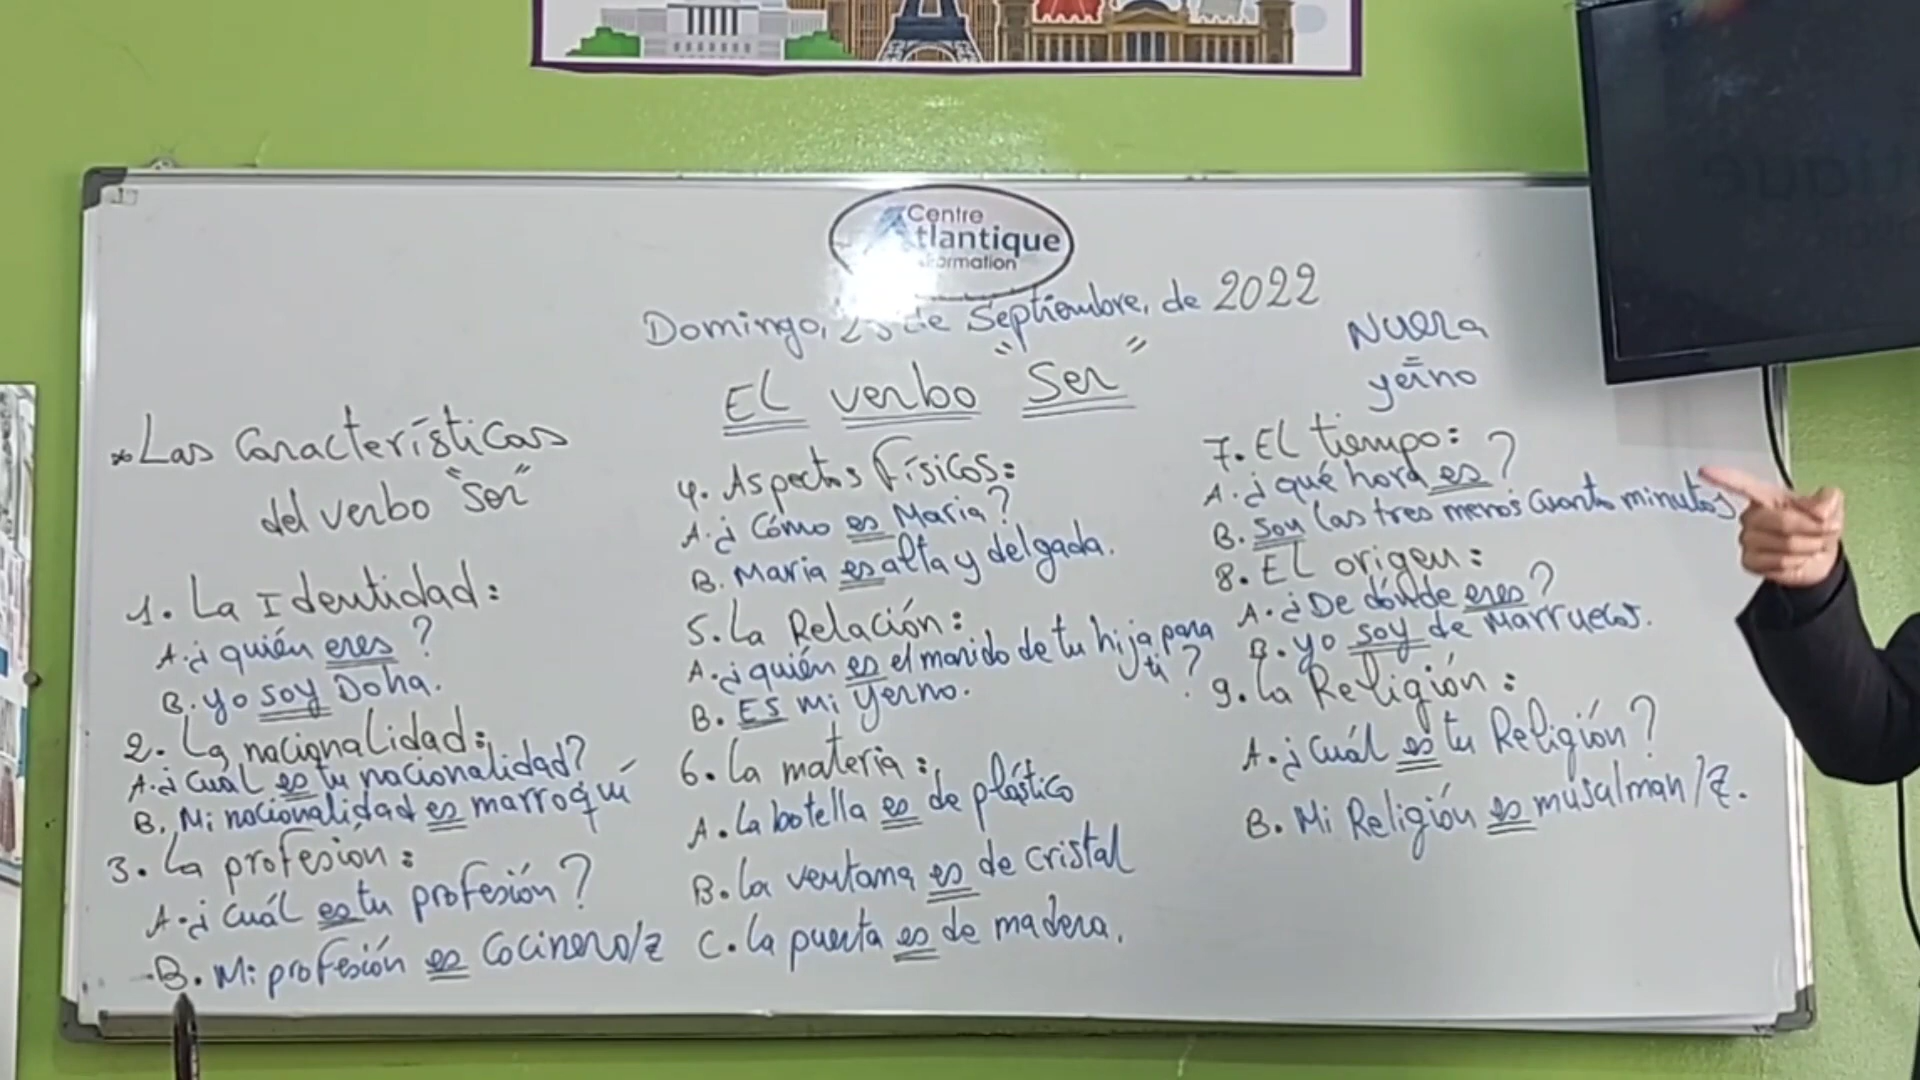 Centre
Atlantique
Formation
Domingo, 25 de Septiembre, de 2022
El verbo "Ser"
Nuera
yerno
*Las Características
del verbo "Ser"
1. La Identidad:
A. ¿quién eres?
B. yo soy Doha.
2. La nacionalidad:
A. ¿Cuál es tu nacionalidad?
B. Mi nacionalidad es marroquí
3. La profesión:
A. ¿Cuál es tu profesión?
B. Mi profesión es Cocinero/a
4. Aspectos Físicos:
A. ¿Cómo es Maria?
B. Maria es alta y delgada.
5. La Relación:
A. ¿quién es el marido de tu hija para
ti?
B. Es mi yerno.
6. La materia:
A. La botella es de plástico
B. La ventana es de cristal
C. La puerta es de madera.
7. El tiempo:
A. ¿qué hora es?
B. Son las tres menos cuanto minutos
8. El origen:
A. ¿De dónde eres?
B. yo soy de Marruecos.
9. La Religión:
A. ¿Cuál es tu Religión?
B. Mi Religión es musalman/a.